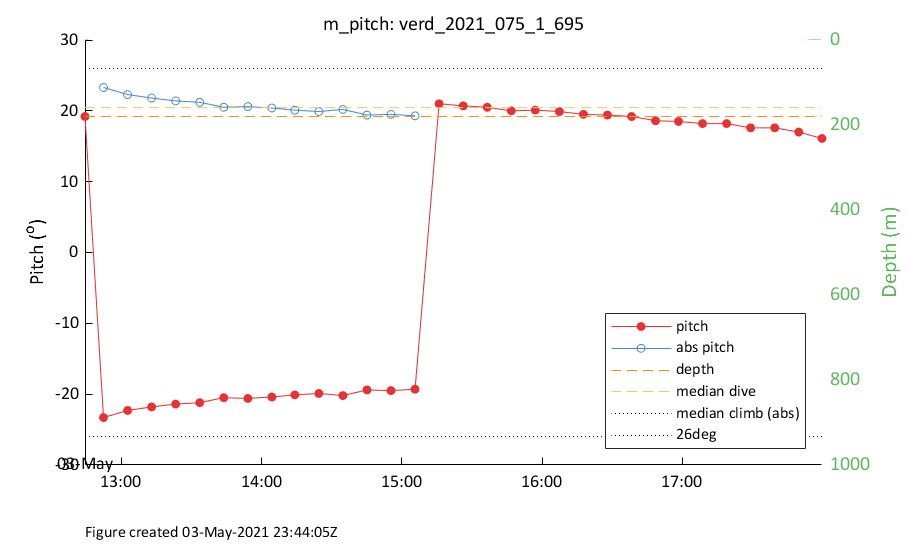 m_pitch: verd_2021_075_1_695
30
20
10
0
-10
-20
-30
Pitch (o)
0
200
400
600
800
1000
Depth (m)
pitch
abs pitch
depth
median dive
median climb (abs)
26deg
03-May
13:00 14:00 15:00 16:00 17:00
Figure created 03-May-2021 23:44:05Z